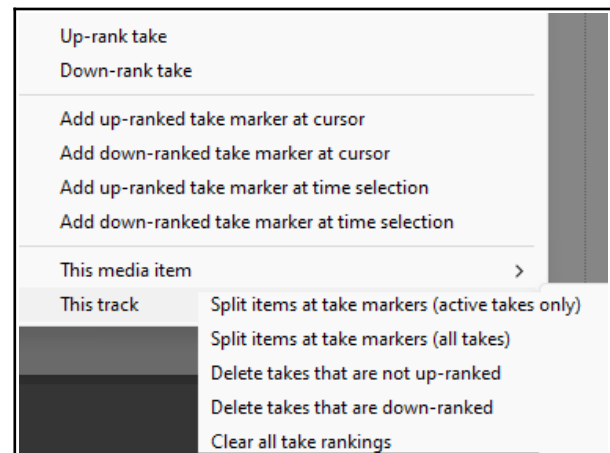 Up-rank take
Down-rank take
Add up-ranked take marker at cursor
Add down-ranked take marker at cursor
Add up-ranked take marker at time selection
Add down-ranked take marker at time selection
This media item
This track
Split items at take markers (active takes only)
Split items at take markers (all takes)
Delete takes that are not up-ranked
Delete takes that are down-ranked
Clear all take rankings